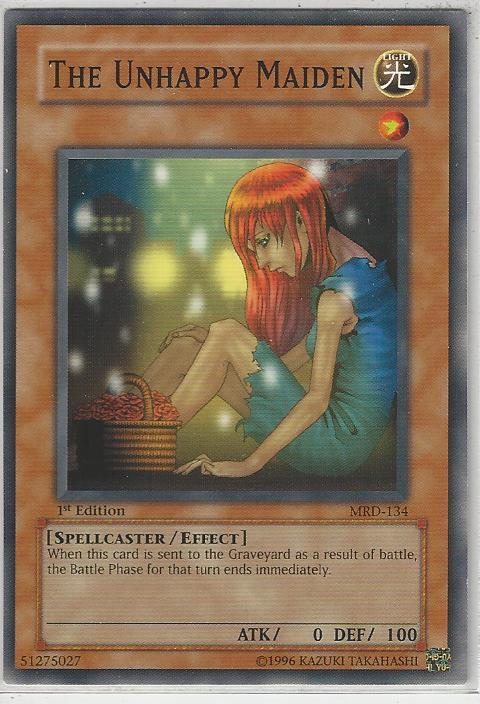 THE UNHAPPY MAIDEN
LIGHT
光
1st Edition
MRD-134
[SPELLCASTER/EFFECT]
When this card is sent to the Graveyard as a result of battle,
the Battle Phase for that turn ends immediately.
ATK/ 0 DEF/ 100
51275027
©1996 KAZUKI TAKAHASHI